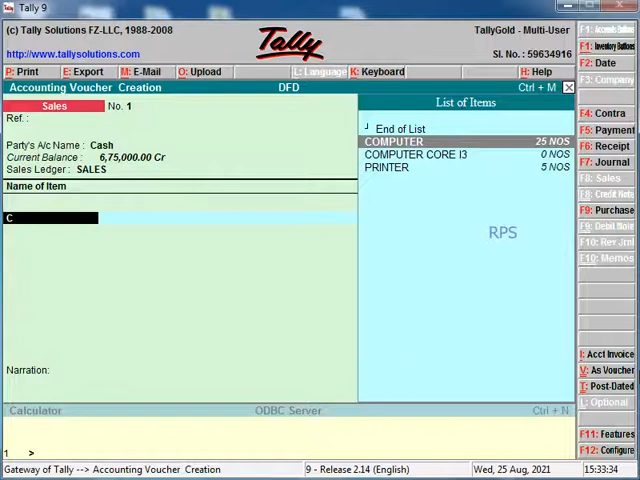 Tally 9
(c) Tally Solutions FZ-LLC, 1988-2008
TallyGold - Multi-User
http://www.tallysolutions.com
Tally
Sl. No. : 59634916
P: Print
E: Export
M: E-Mail
O: Upload
L: Language
K: Keyboard
H: Help
Accounting Voucher Creation
DFD
Ctrl + M
Sales
No. 1
Ref. :
Party's A/c Name : Cash
Current Balance : 6,75,000.00 Cr
Sales Ledger : SALES
Name of Item
C
Narration:
List of Items
End of List
COMPUTER 25 NOS
COMPUTER CORE I3 0 NOS
PRINTER 5 NOS
RPS
F1: Accounts Buttons
F1: Inventory Buttons
F2: Date
F3: Company
F4: Contra
F5: Payment
F6: Receipt
F7: Journal
F8: Sales
F8: Credit Note
F9: Purchase
F9: Debit Note
F10: Rev Jrnl
F10: Memos
I: Acct Invoice
V: As Voucher
T: Post-Dated
L: Optional
F11: Features
F12: Configure
Calculator
ODBC Server
Ctrl + N
1 >
Gateway of Tally --> Accounting Voucher Creation
9 - Release 2.14 (English)
Wed, 25 Aug, 2021
15:33:34